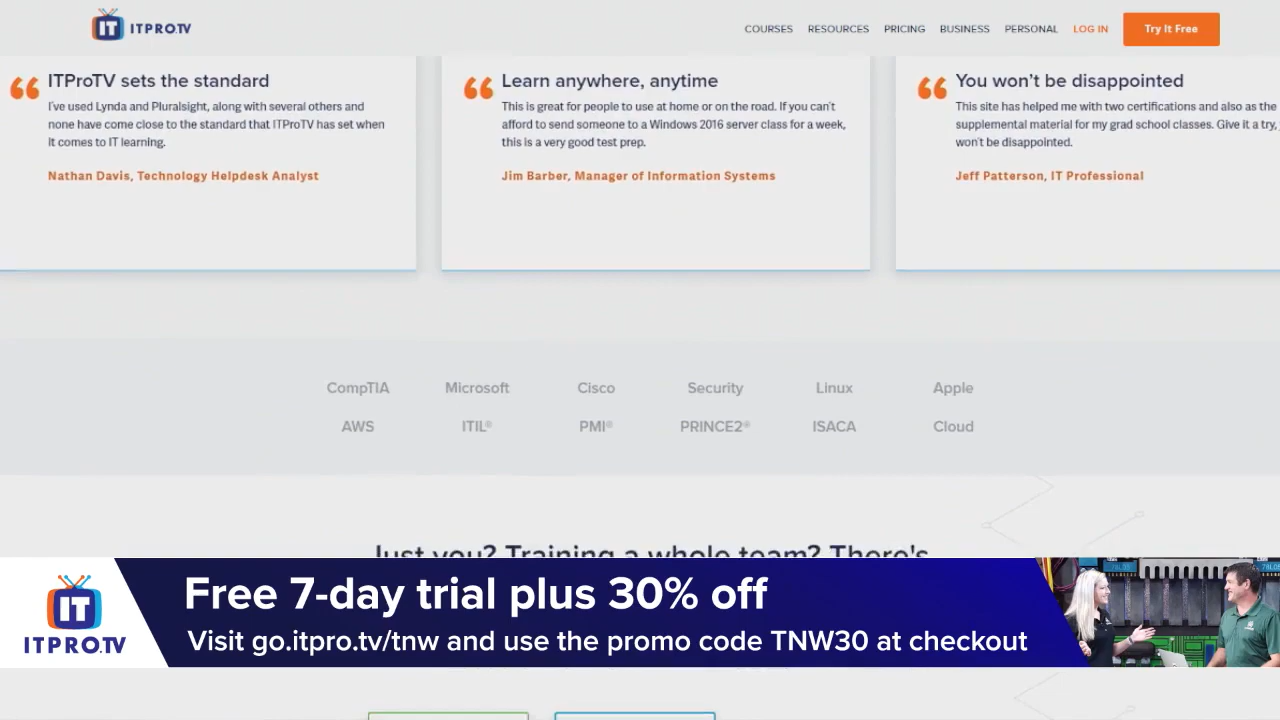 IT ITPRO.TV
COURSES RESOURCES PRICING BUSINESS PERSONAL LOG IN Try It Free
ITProTV sets the standard
I've used Lynda and Pluralsight, along with several others and
none have come close to the standard that ITProTV has set when
it comes to IT learning.
Nathan Davis, Technology Helpdesk Analyst
Learn anywhere, anytime
This is great for people to use at home or on the road. If you can't
afford to send someone to a Windows 2016 server class for a week,
this is a very good test prep.
Jim Barber, Manager of Information Systems
You won't be disappointed
This site has helped me with two certifications and also as the
supplemental material for my grad school classes. Give it a try,
won't be disappointed.
Jeff Patterson, IT Professional
CompTIA Microsoft Cisco Security Linux Apple
AWS ITIL® PMI® PRINCE2® ISACA Cloud
Just you? Training a whole team? There's
IT
ITPRO.TV
Free 7-day trial plus 30% off
Visit go.itpro.tv/tnw and use the promo code TNW30 at checkout